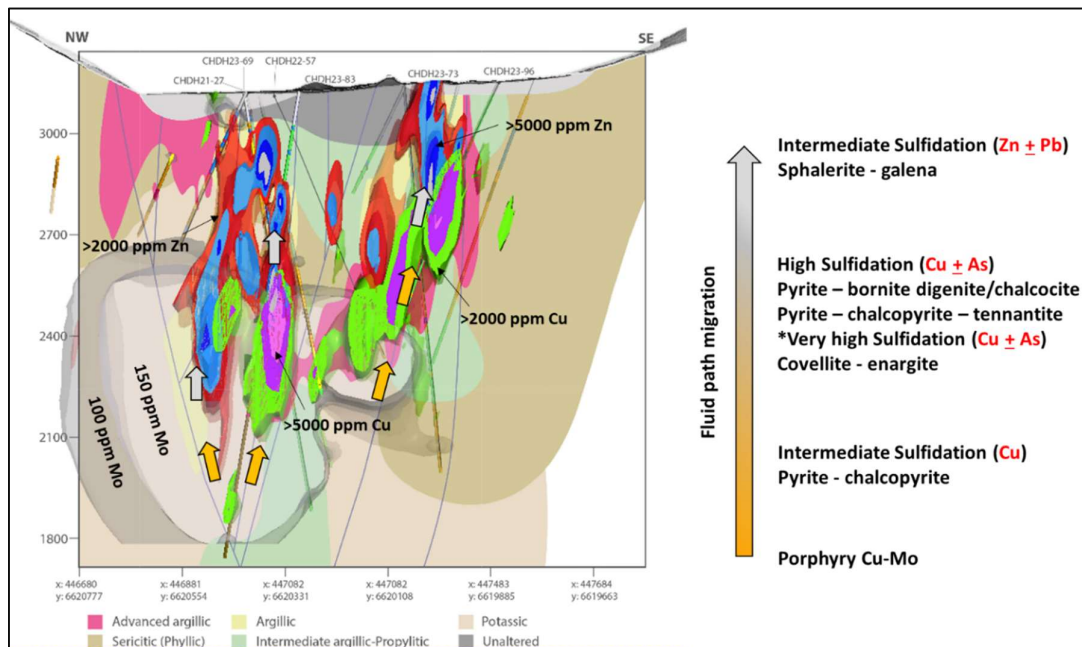 NW
SE
CHDH23-69
CHDH21-27
CHDH22-57
CHDH23-83
CHDH23-73
CHDH23-96
3000
2700
2400
2100
1800
>5000 ppm Zn
>2000 ppm Zn
>2000 ppm Cu
>5000 ppm Cu
150 ppm Mo
100 ppm Mo
x: 446680
y: 6620777
x: 446881
y: 6620554
x: 447082
y: 6620331
x: 447082
y: 6620108
x: 447483
y: 6619885
x: 447684
y: 6619663
Advanced argillic
Argillic
Potassic
Sericitic (Phyllic)
Intermediate argillic-Propylitic
Unaltered
Fluid path migration
Intermediate Sulfidation (Zn ± Pb)
Sphalerite - galena
High Sulfidation (Cu ± As)
Pyrite – bornite digenite/chalcocite
Pyrite – chalcopyrite – tennantite
*Very high Sulfidation (Cu ± As)
Covellite - enargite
Intermediate Sulfidation (Cu)
Pyrite - chalcopyrite
Porphyry Cu-Mo